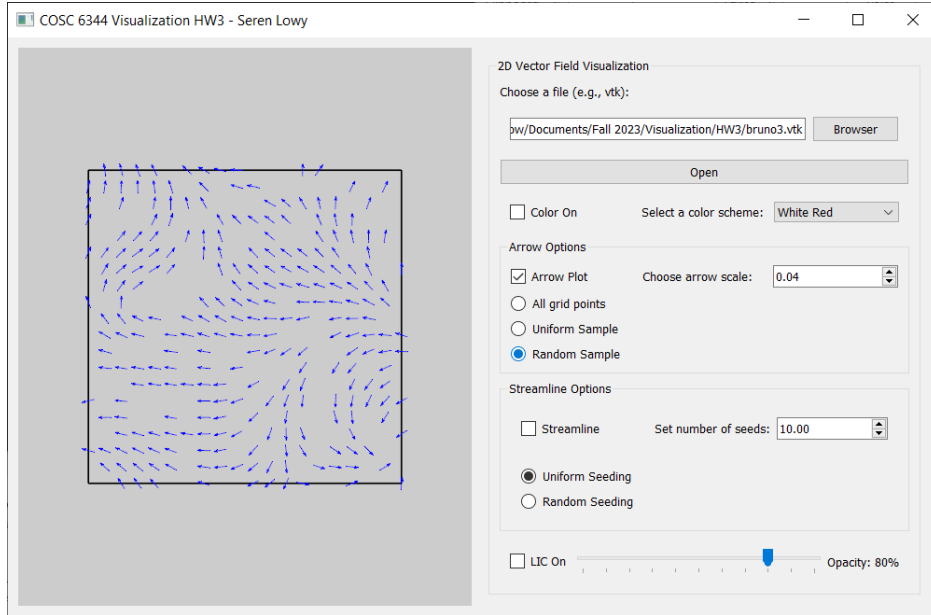 COSC 6344 Visualization HW3 - Seren Lowy
2D Vector Field Visualization
Choose a file (e.g., vtk):
ow/Documents/Fall 2023/Visualization/HW3/bruno3.vtk Browser
Open
Color On Select a color scheme: White Red
Arrow Options
Arrow Plot Choose arrow scale: 0.04
All grid points
Uniform Sample
Random Sample
Streamline Options
Streamline Set number of seeds: 10.00
Uniform Seeding
Random Seeding
LIC On Opacity: 80%